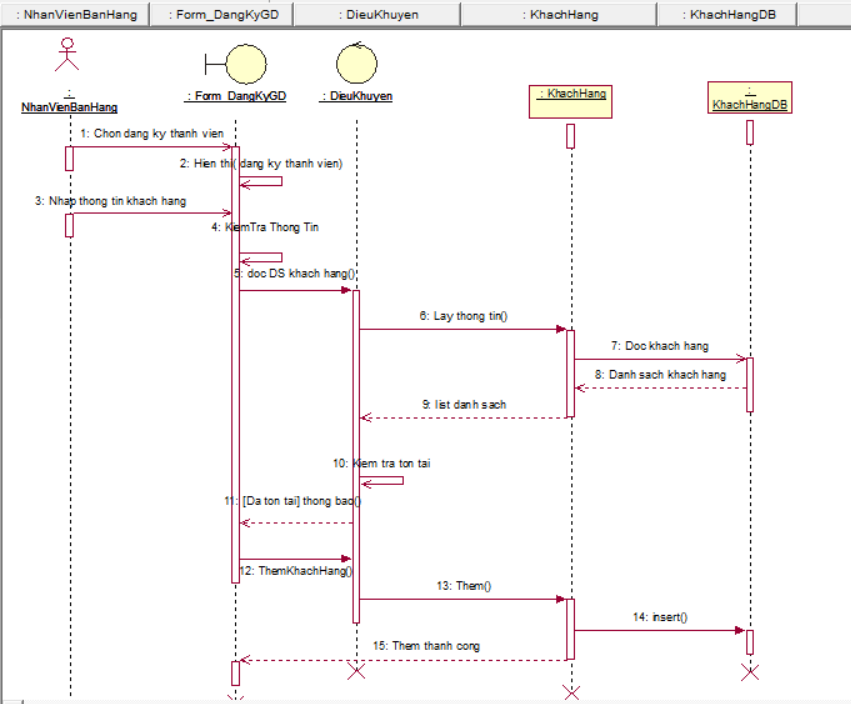 : NhanVienBanHang
: Form_DangKyGD
: DieuKhuyen
: KhachHang
: KhachHangDB
:
NhanVienBanHang
: Form_DangKyGD
: DieuKhuyen
: KhachHang
:
KhachHangDB
1: Chon dang ky thanh vien
2: Hien thi( dang ky thanh vien)
3: Nhap thong tin khach hang
4: KiemTra Thong Tin
5: doc DS khach hang()
6: Lay thong tin()
7: Doc khach hang
8: Danh sach khach hang
9: list danh sach
10: Kiem tra ton tai
11: [Da ton tai] thong bao()
12: ThemKhachHang()
13: Them()
14: insert()
15: Them thanh cong